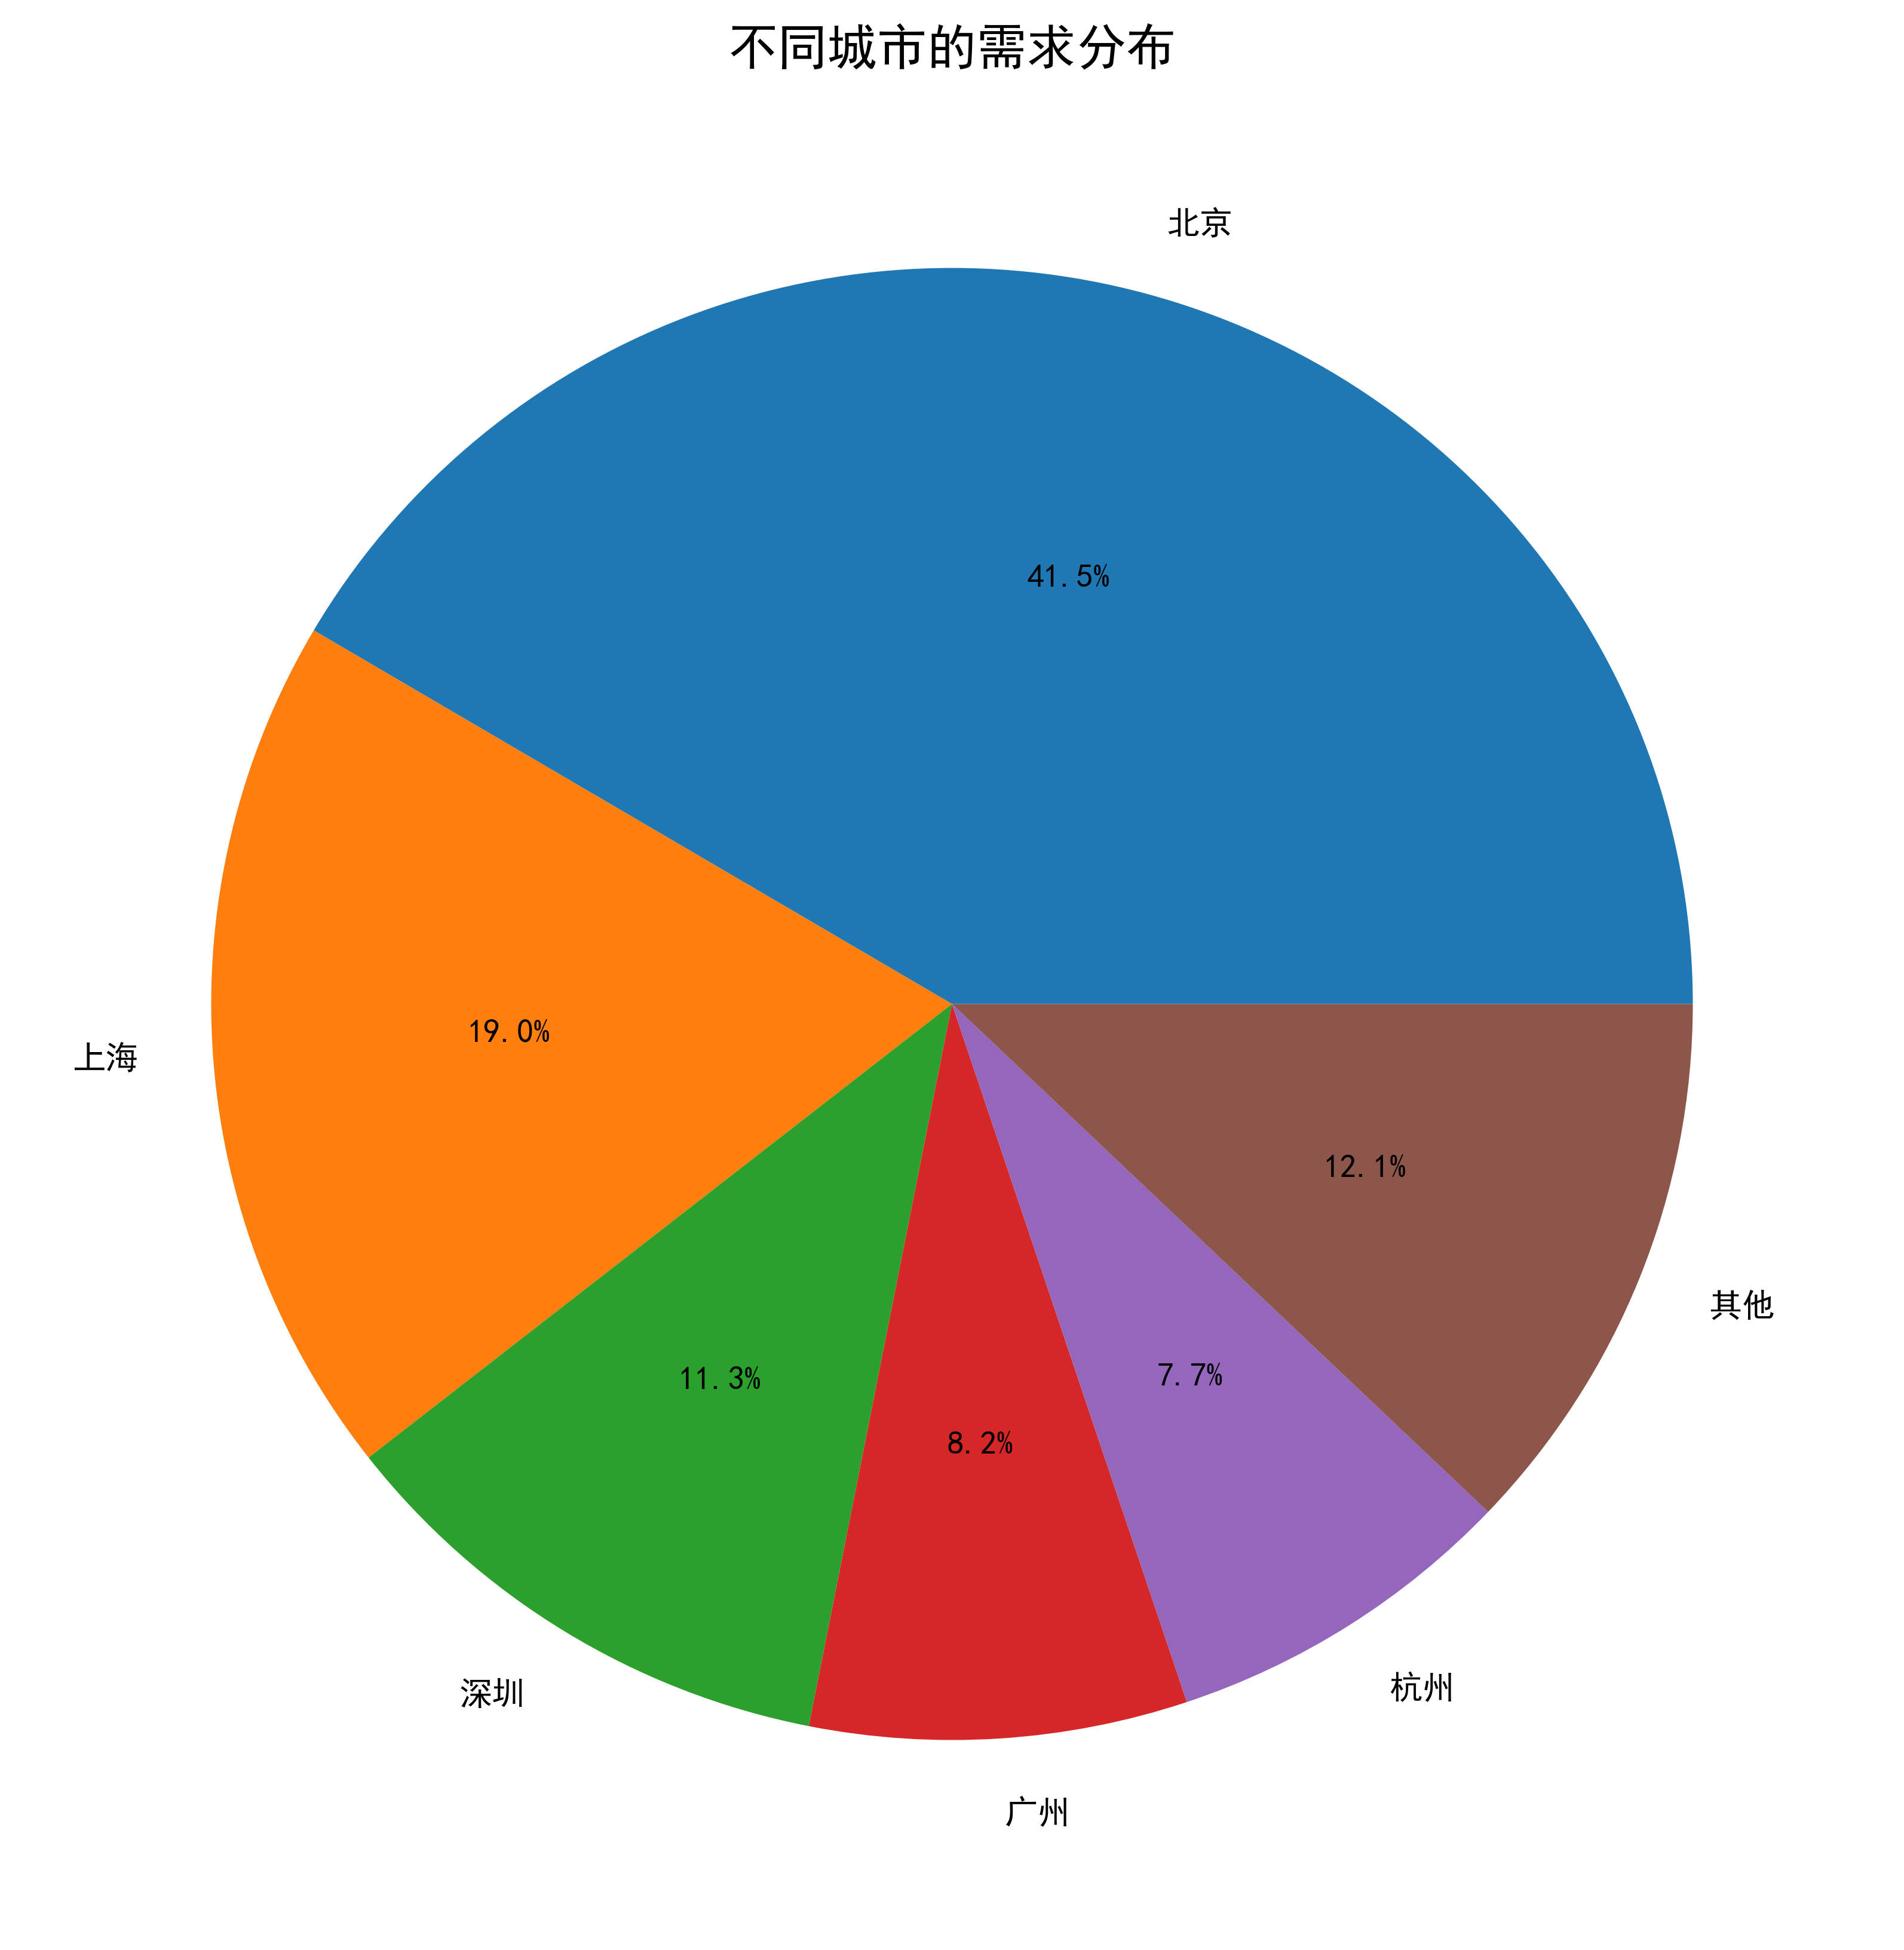 不同城市的需求分布
北京
41.5%
19.0%
上海
12.1%
其他
11.3%
7.7%
8.2%
深圳
杭州
广州